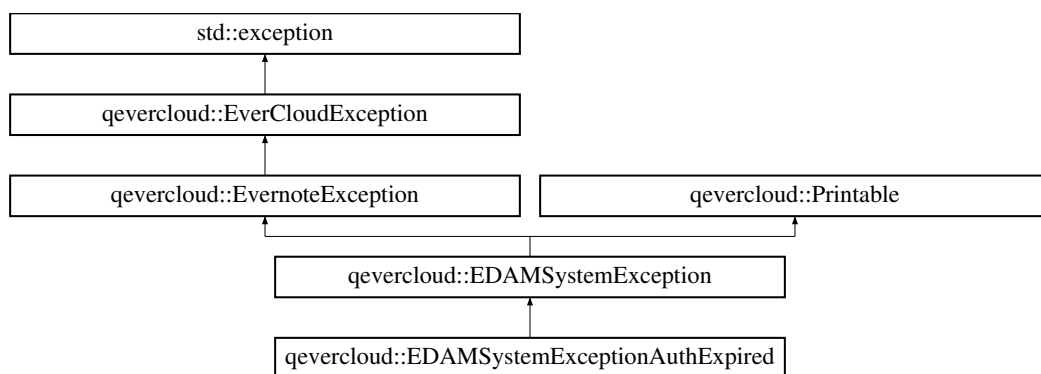 std::exception
qevercloud::EverCloudException
qevercloud::EvernoteException
qevercloud::Printable
qevercloud::EDAMSystemException
qevercloud::EDAMSystemExceptionAuthExpired